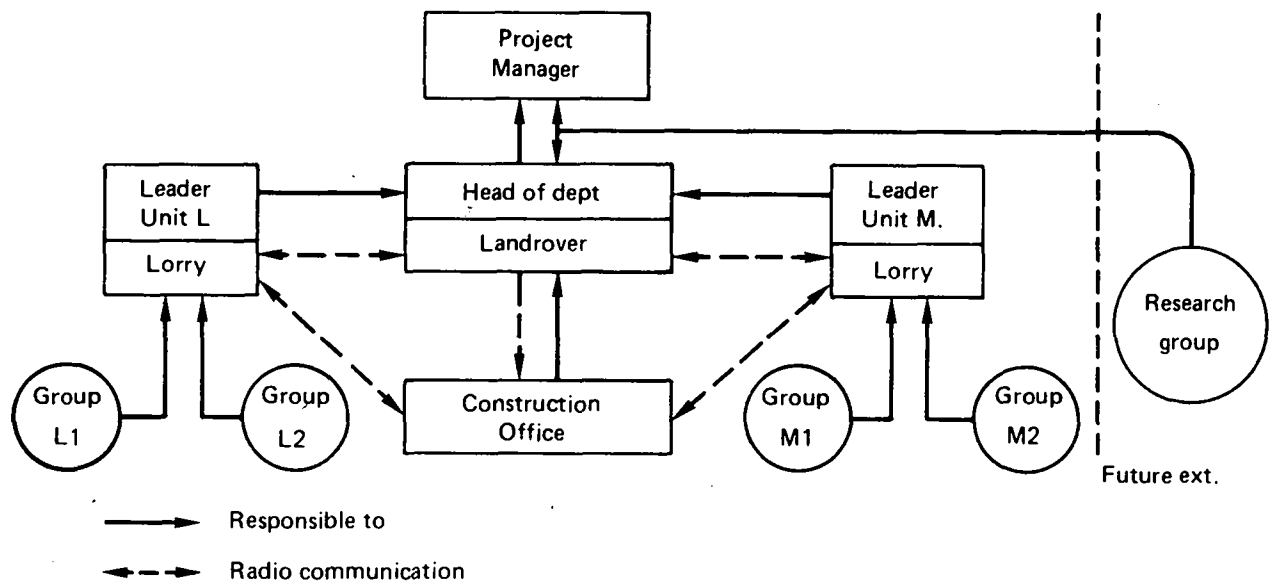 Project
Manager
Leader
Unit L
Lorry
Head of dept
Landrover
Leader
Unit M.
Lorry
Research
group
Group
L1
Group
L2
Construction
Office
Group
M1
Group
M2
Future ext.
Responsible to
Radio communication